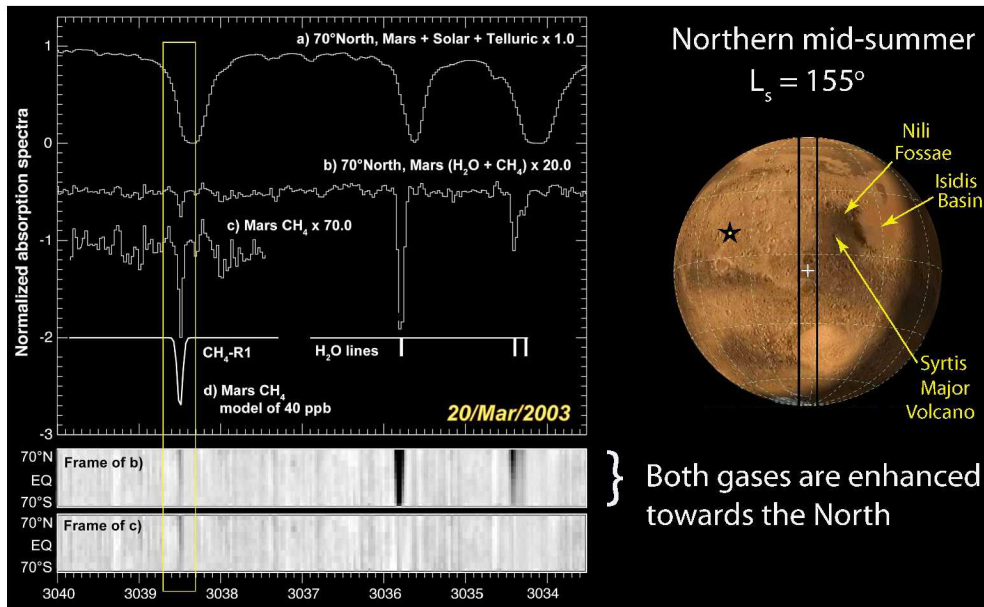 a) 70°North, Mars + Solar + Telluric x 1.0
1
0
-1
-2
-3
Normalized absorption spectra
b) 70°North, Mars (H₂O + CH₄) x 20.0
c) Mars CH₄ x 70.0
CH₄-R1
H₂O lines
d) Mars CH₄
model of 40 ppb
20/Mar/2003
70°N
EQ
70°S
Frame of b)
70°N
EQ
70°S
Frame of c)
3040
3039
3038
3037
3036
3035
3034
Northern mid-summer
Lₛ = 155°
Nili
Fossae
Isidis
Basin
Syrtis
Major
Volcano
Both gases are enhanced
towards the North